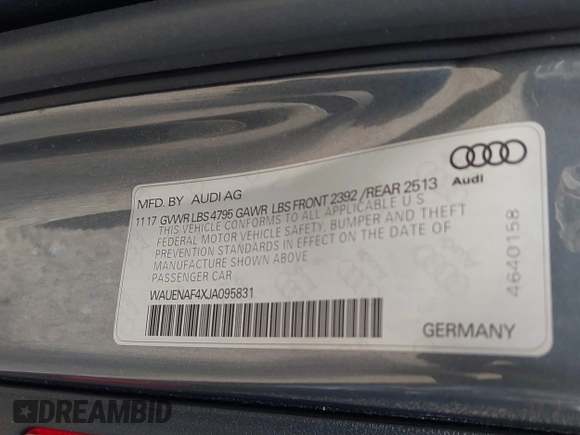 MFD. BY AUDI AG
11 17 GVWR LBS 4795 GAWR LBS FRONT 2392 / REAR 2513
THIS VEHICLE CONFORMS TO ALL APPLICABLE U S
FEDERAL MOTOR VEHICLE SAFETY, BUMPER AND THEFT
PREVENTION STANDARDS IN EFFECT ON THE DATE OF
MANUFACTURE SHOWN ABOVE
PASSENGER CAR
WAUENAF4XJA095831
Audi
4640158
GERMANY
DREAMBID